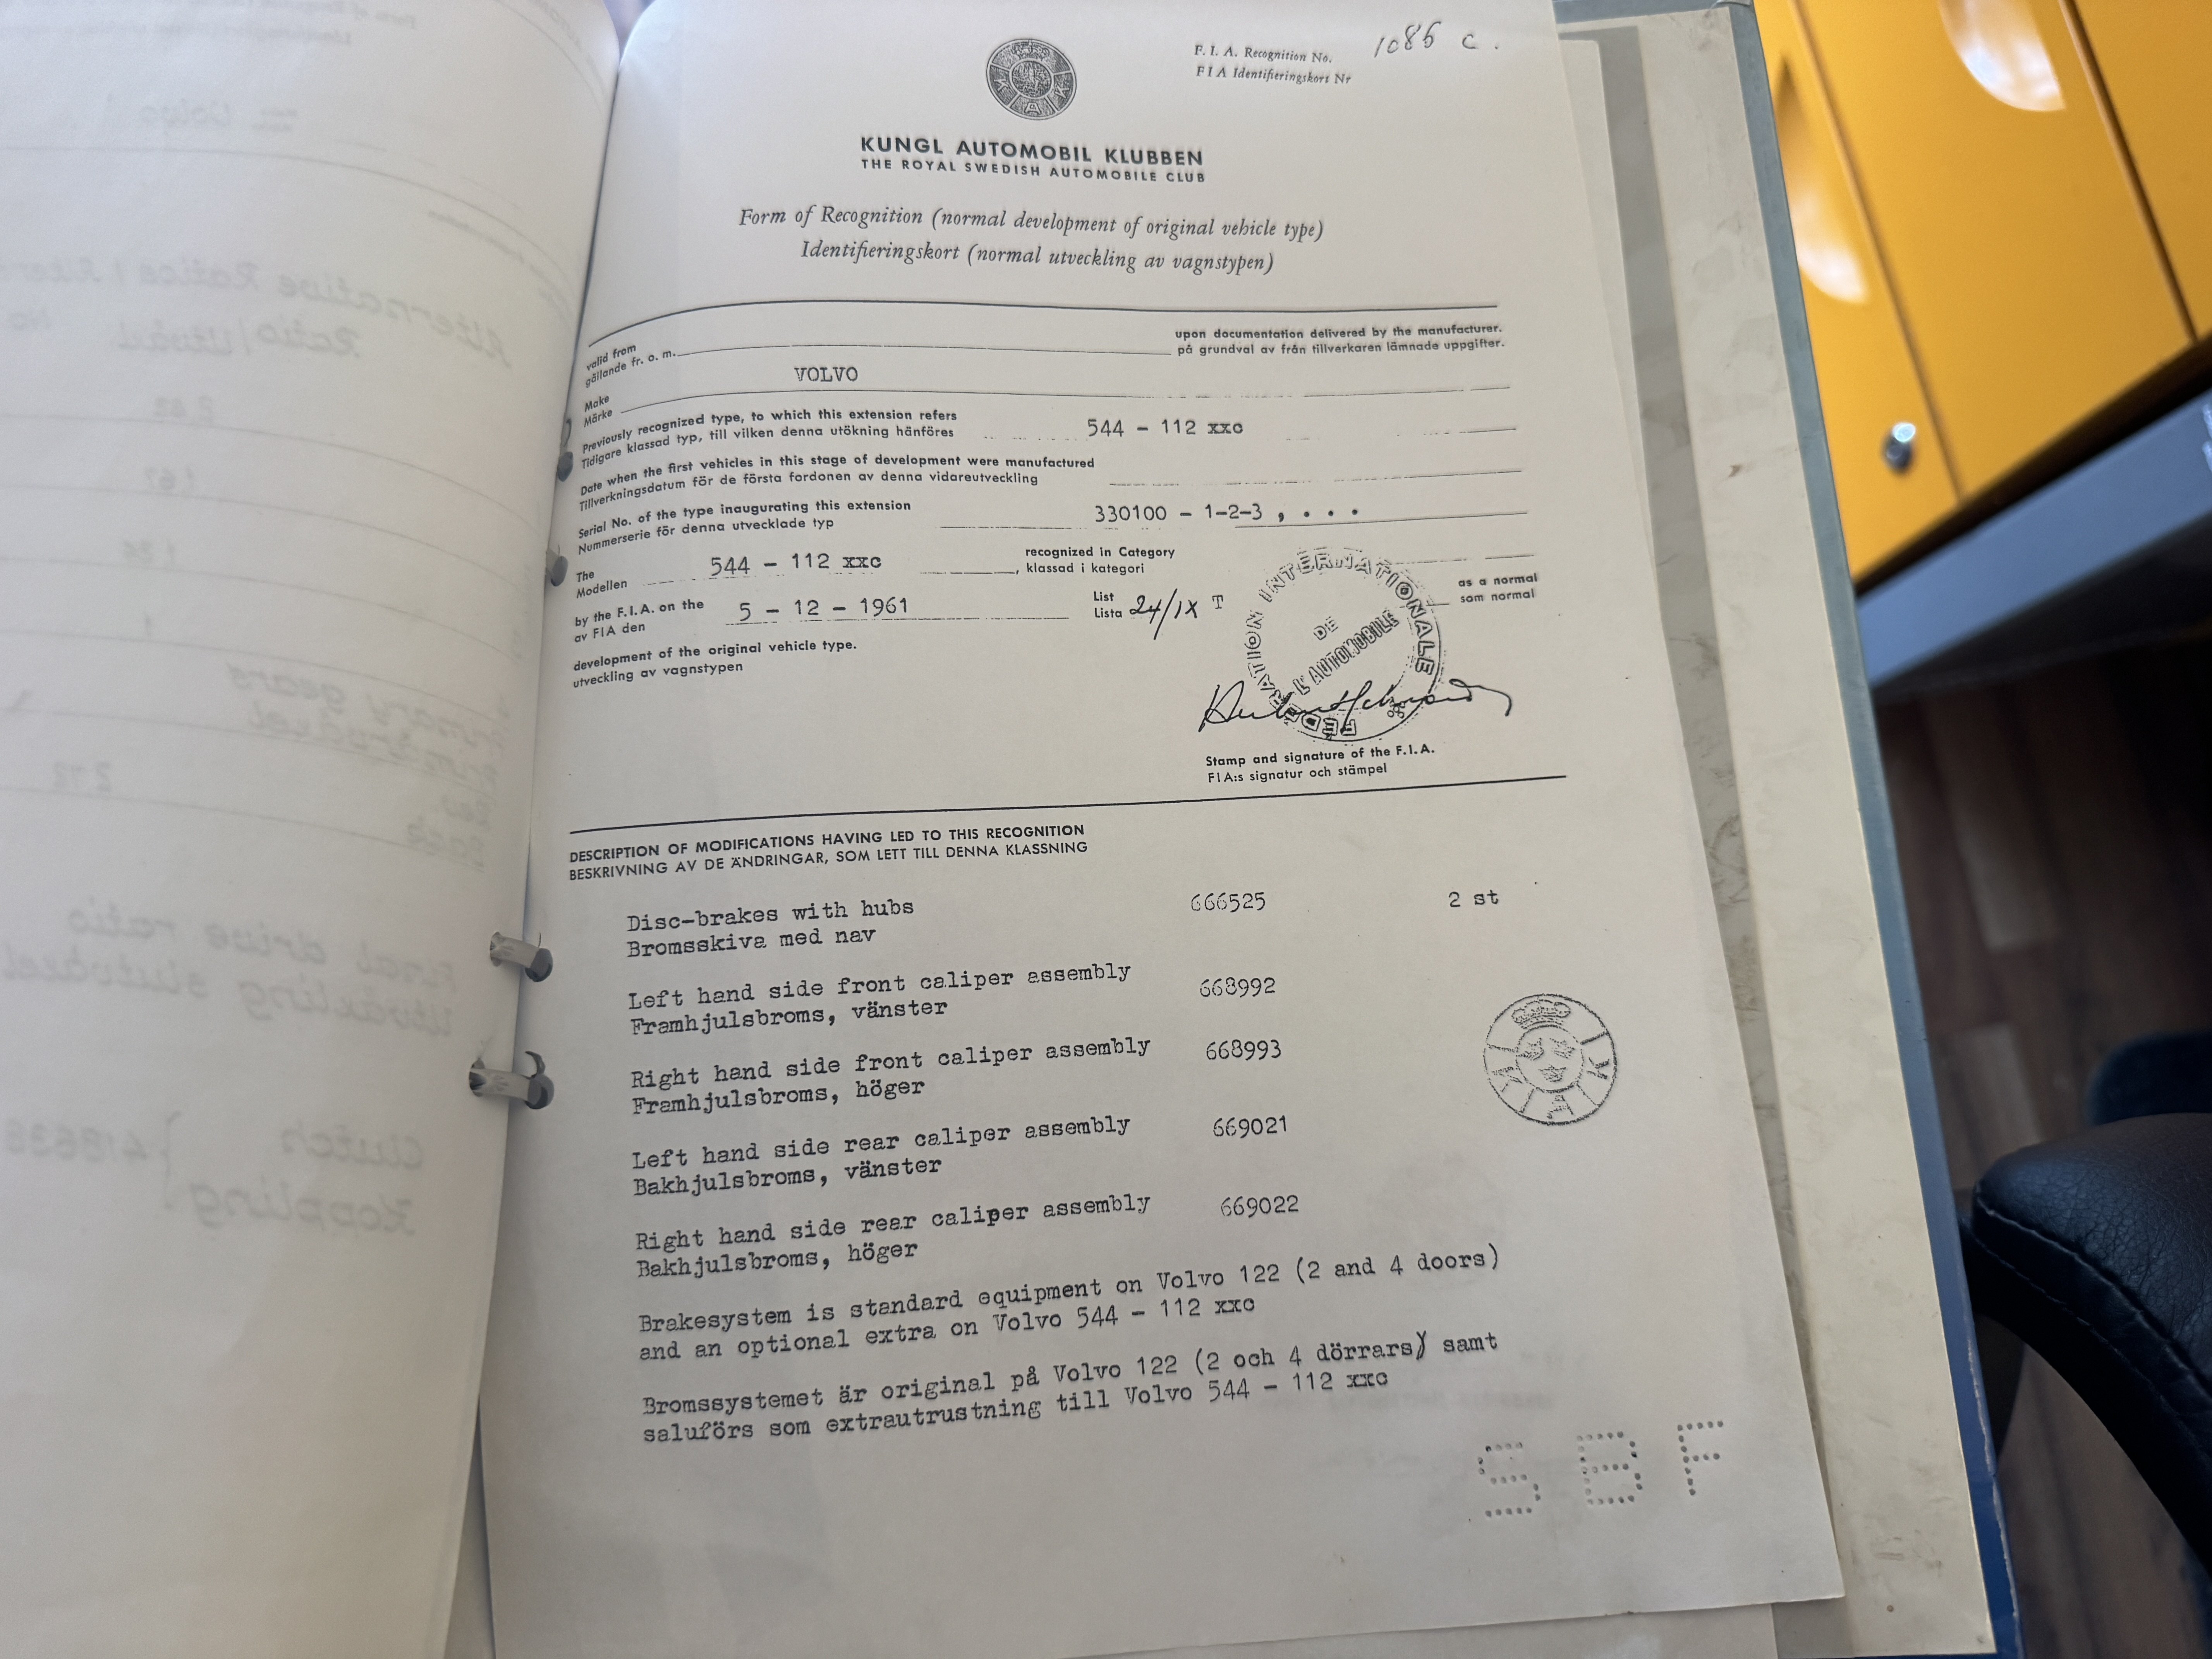 F. I. A. Recognition No.
F I A Identifieringskort Nr
1086 c.
KUNGL AUTOMOBIL KLUBBEN
THE ROYAL SWEDISH AUTOMOBILE CLUB
Form of Recognition (normal development of original vehicle type)
Identifieringskort (normal utveckling av vagnstypen)
valid from
gällande fr. o. m.
upon documentation delivered by the manufacturer.
på grundval av från tillverkaren lämnade uppgifter.
Make
Märke
VOLVO
Previously recognized type, to which this extension refers
Tidigare klassad typ, till vilken denna utökning hänföres
544 - 112 xxc
Date when the first vehicles in this stage of development were manufactured
Tillverkningsdatum för de första fordonen av denna vidareutveckling
Serial No. of the type inaugurating this extension
Nummerserie för denna utvecklade typ
330100 - 1-2-3 , . . .
The
Modellen
544 - 112 xxc
, recognized in Category
klassad i kategori
by the F.I.A. on the
av FIA den
5 - 12 - 1961
List
Lista
24/IX T
as a normal
som normal
development of the original vehicle type.
utveckling av vagnstypen
FEDERATION INTERNATIONALE
DE
L'AUTOMOBILE
Stamp and signature of the F.I.A.
FIA:s signatur och stämpel
DESCRIPTION OF MODIFICATIONS HAVING LED TO THIS RECOGNITION
BESKRIVNING AV DE ÄNDRINGAR, SOM LETT TILL DENNA KLASSNING
Disc-brakes with hubs 666525 2 st
Bromsskiva med nav
Left hand side front caliper assembly 668992
Framhjulsbroms, vänster
Right hand side front caliper assembly 668993
Framhjulsbroms, höger
Left hand side rear caliper assembly 669021
Bakhjulsbroms, vänster
Right hand side rear caliper assembly 669022
Bakhjulsbroms, höger
Brakesystem is standard equipment on Volvo 122 (2 and 4 doors)
and an optional extra on Volvo 544 - 112 xxc
Bromssystemet är original på Volvo 122 (2 och 4 dörrars) samt
saluförs som extrautrustning till Volvo 544 - 112 xxc
K A K
SBF